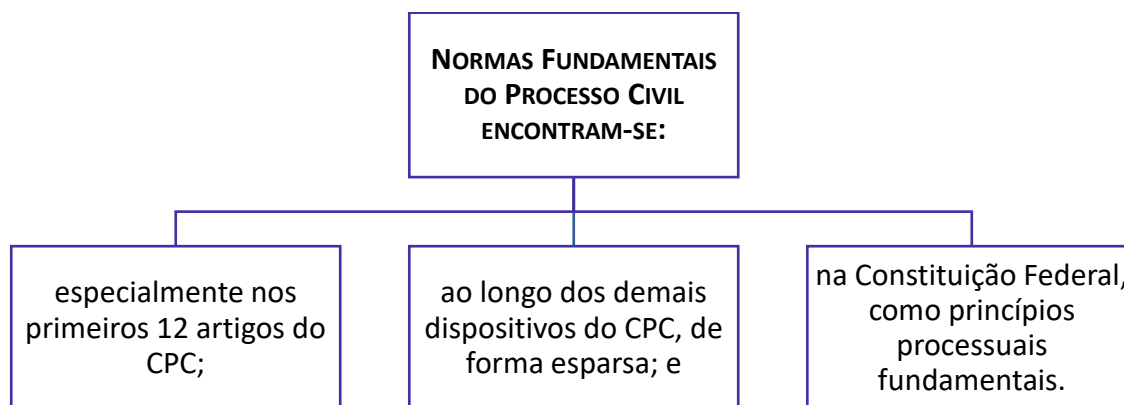 NORMAS FUNDAMENTAIS
DO PROCESSO CIVIL
ENCONTRAM-SE:
especialmente nos
primeiros 12 artigos do
CPC;
ao longo dos demais
dispositivos do CPC, de
forma esparsa; e
na Constituição Federal,
como princípios
processuais
fundamentais.